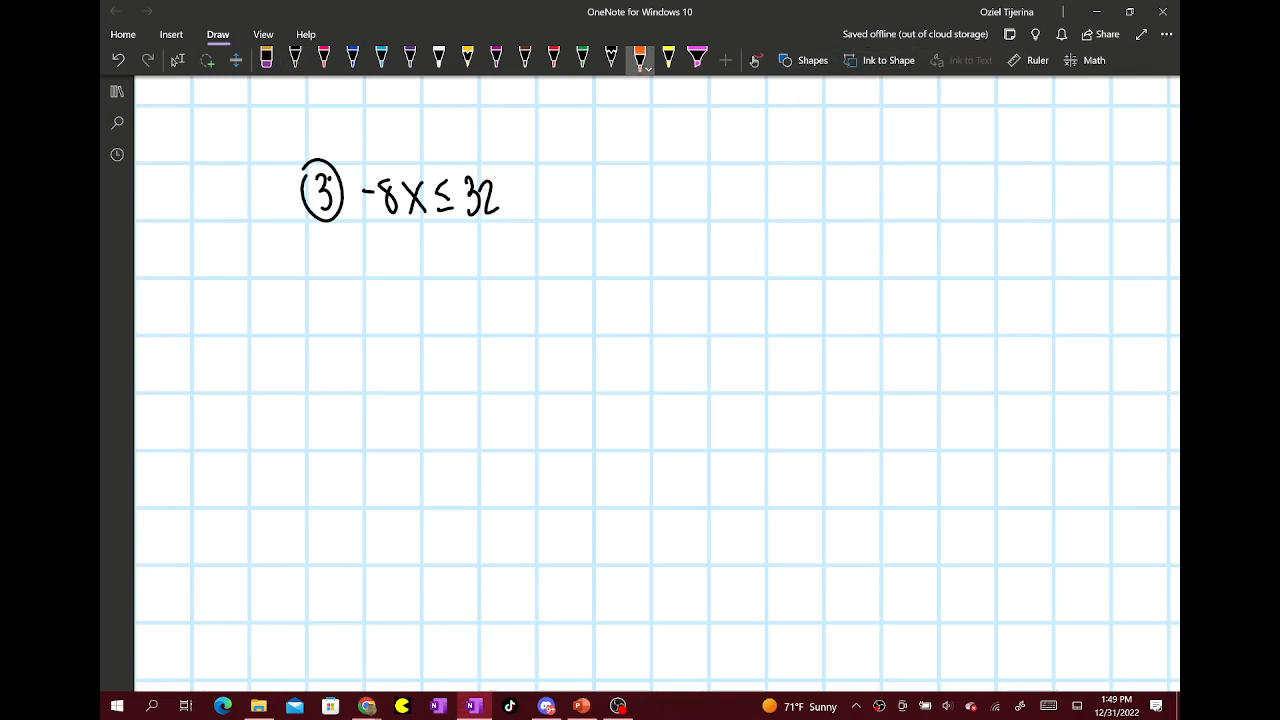 OneNote for Windows 10
Oziel Tijerina
Home Insert Draw View Help
Saved offline (out of cloud storage)
Share
Shapes
Ink to Shape
Ink to Text
Ruler
Math
③ -8x ≤ 32
71°F Sunny
1:49 PM
12/31/2022